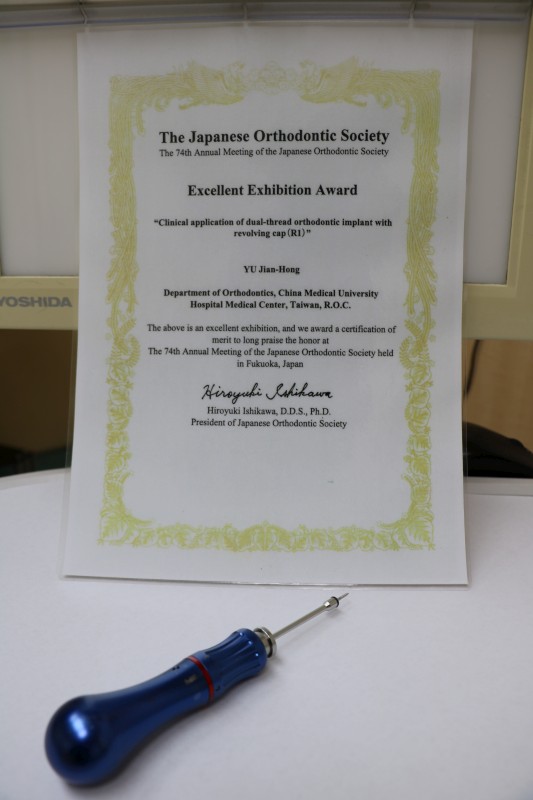 The Japanese Orthodontic Society
The 74th Annual Meeting of the Japanese Orthodontic Society
Excellent Exhibition Award
“Clinical application of dual-thread orthodontic implant with
revolving cap(R1)”
YU Jian-Hong
Department of Orthodontics, China Medical University
Hospital Medical Center, Taiwan, R.O.C.
YOSHIDA
The above is an excellent exhibition, and we award a certification of
merit to long praise the honor at
The 74th Annual Meeting of the Japanese Orthodontic Society held
in Fukuoka, Japan
Hiroyuki Ishikawa
Hiroyuki Ishikawa, D.D.S., Ph.D.
President of Japanese Orthodontic Society